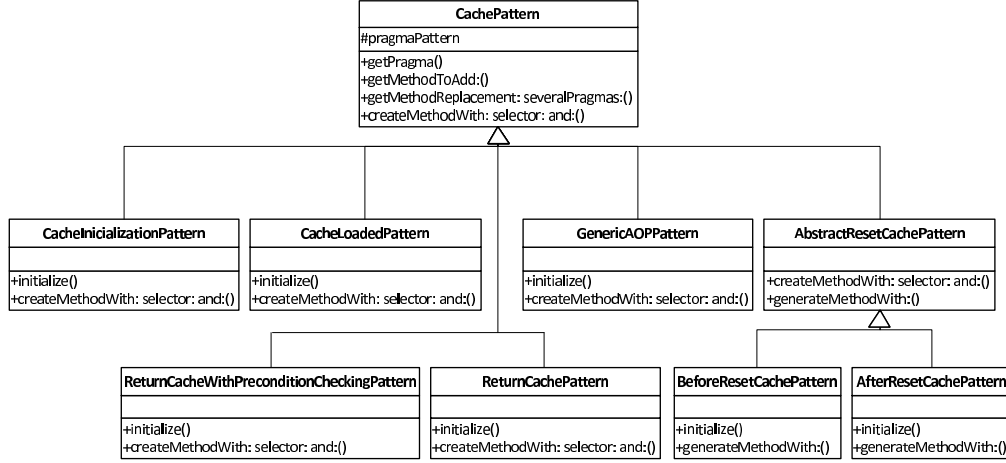 CachePattern
#pragmaPattern
+getPragma()
+getMethodToAdd:()
+getMethodReplacement: severalPragmas:()
+createMethodWith: selector: and:()
CacheInicializationPattern
+initialize()
+createMethodWith: selector: and:()
CacheLoadedPattern
+initialize()
+createMethodWith: selector: and:()
GenericAOPPattern
+initialize()
+createMethodWith: selector: and:()
AbstractResetCachePattern
+createMethodWith: selector: and:()
+generateMethodWith:()
ReturnCacheWithPreconditionCheckingPattern
+initialize()
+createMethodWith: selector: and:()
ReturnCachePattern
+initialize()
+createMethodWith: selector: and:()
BeforeResetCachePattern
+initialize()
+generateMethodWith:()
AfterResetCachePattern
+initialize()
+generateMethodWith:()